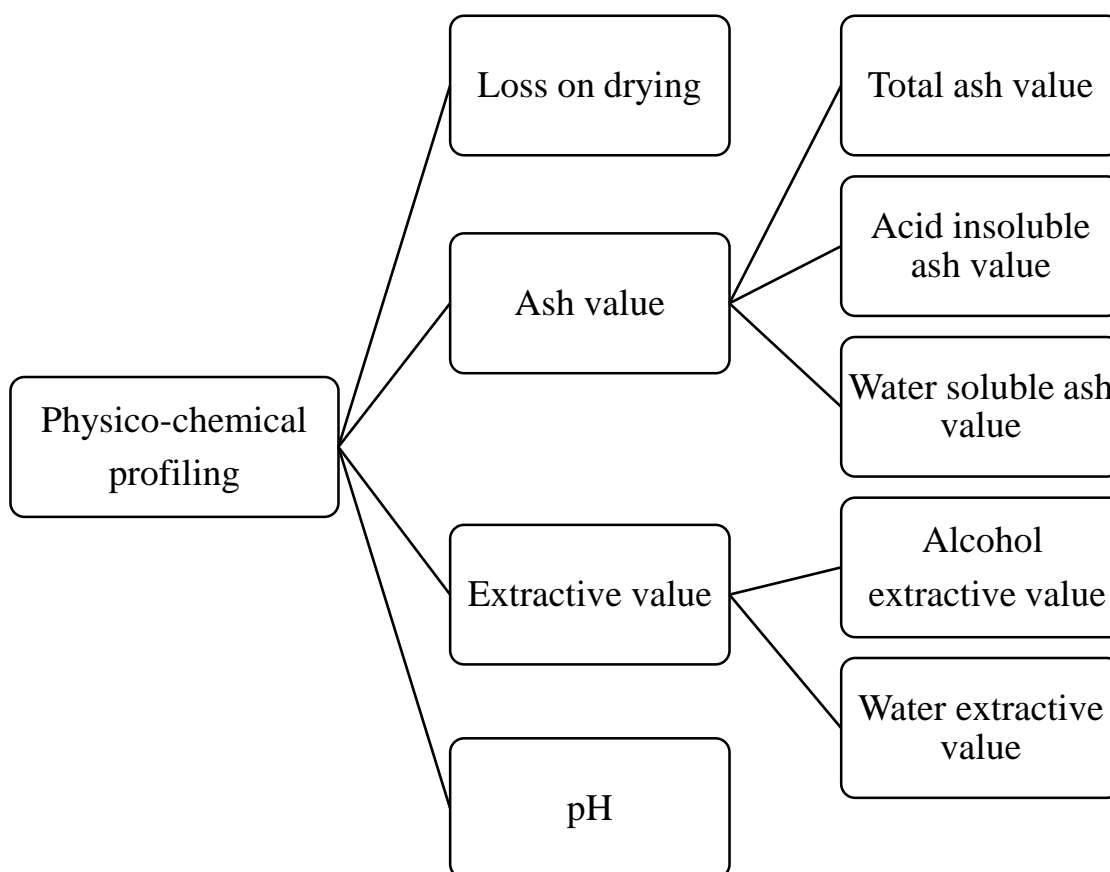 Physico-chemical
profiling
Loss on drying
Ash value
Extractive value
pH
Total ash value
Acid insoluble
ash value
Water soluble ash
value
Alcohol
extractive value
Water extractive
value